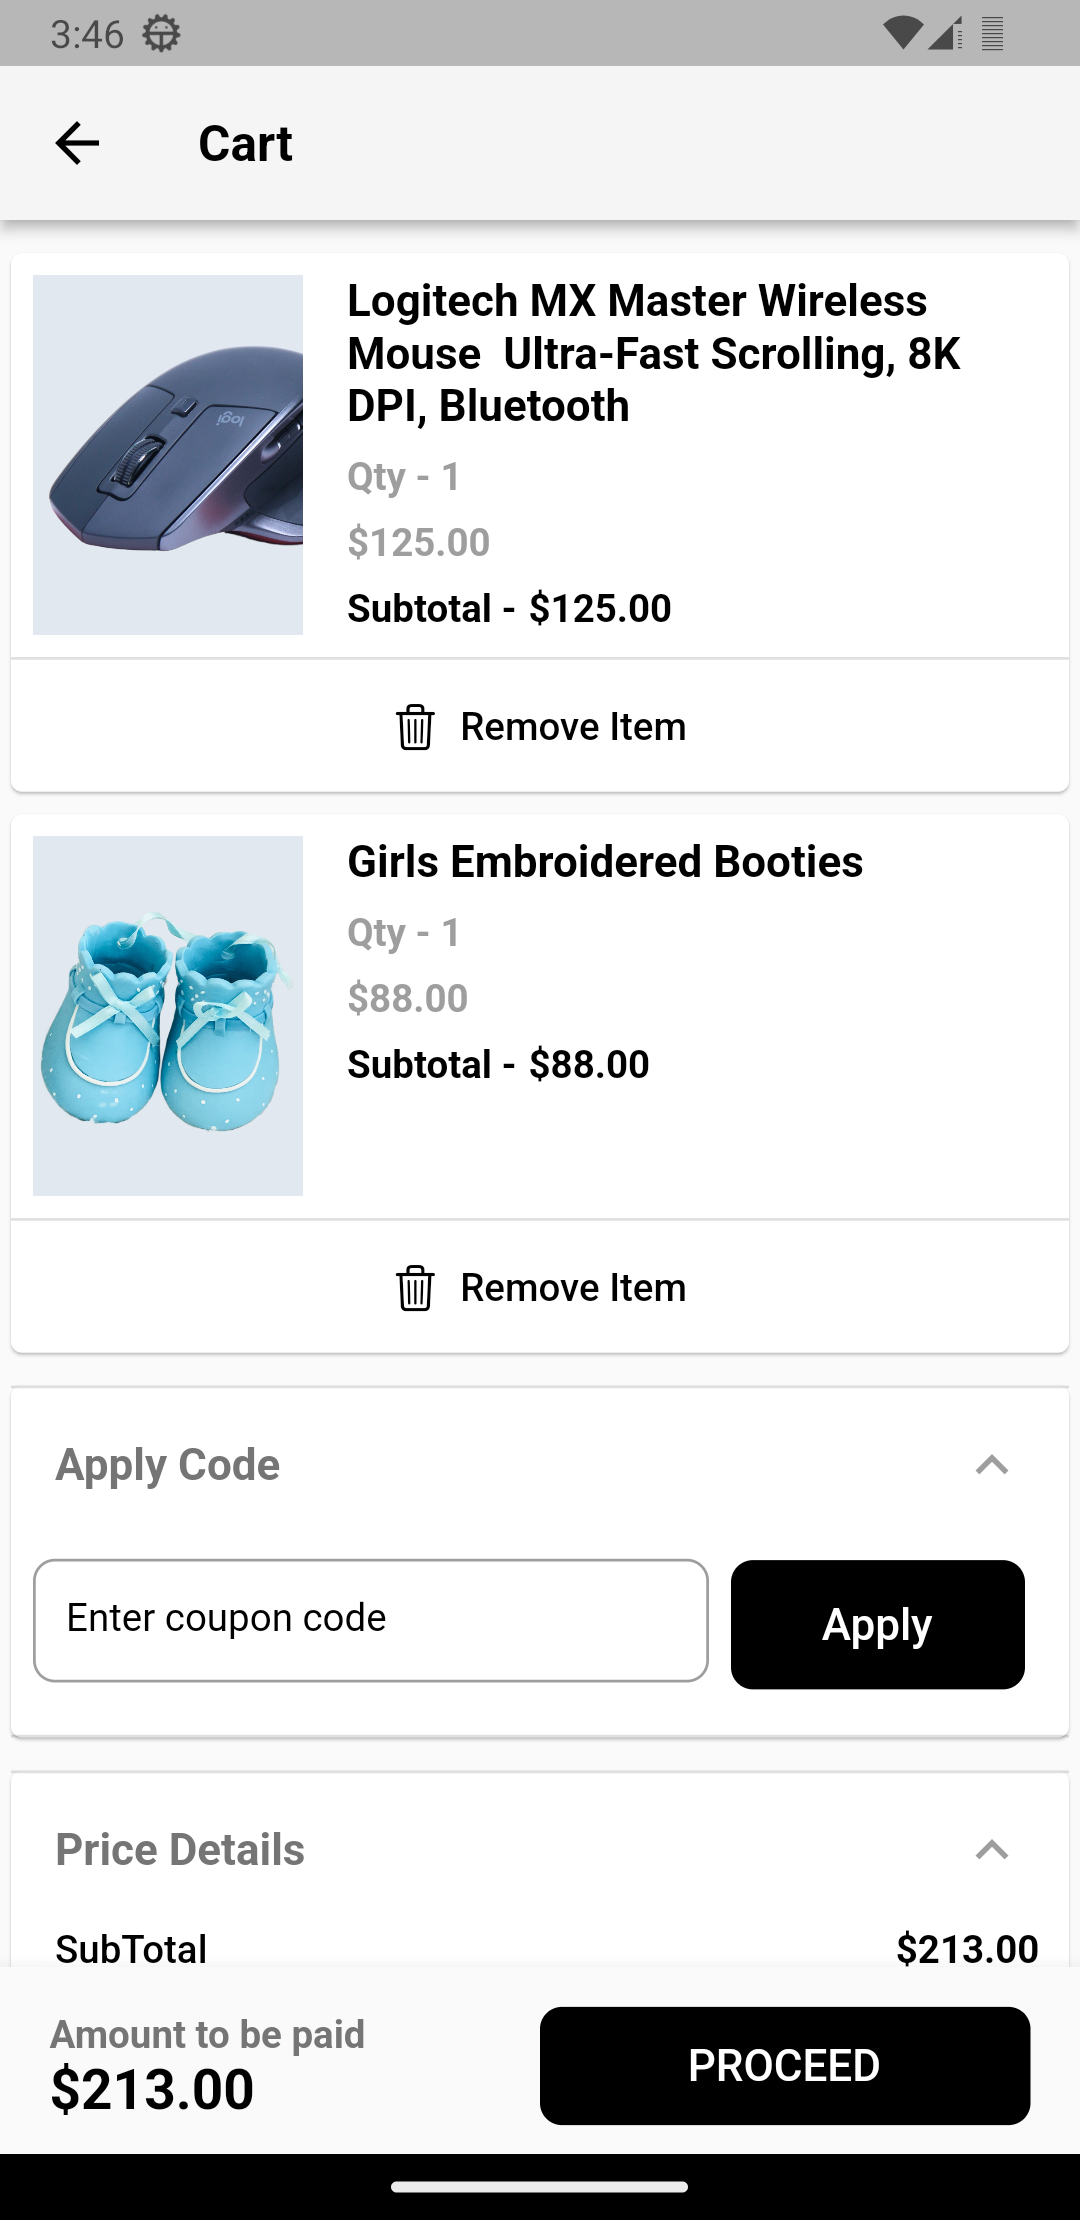 3:46
Cart
Logitech MX Master Wireless
Mouse  Ultra-Fast Scrolling, 8K
DPI, Bluetooth
logi
Qty - 1
$125.00
Subtotal - $125.00
Remove Item
Girls Embroidered Booties
Qty - 1
$88.00
Subtotal - $88.00
Remove Item
Apply Code
Enter coupon code
Apply
Price Details
SubTotal $213.00
Amount to be paid
$213.00
PROCEED